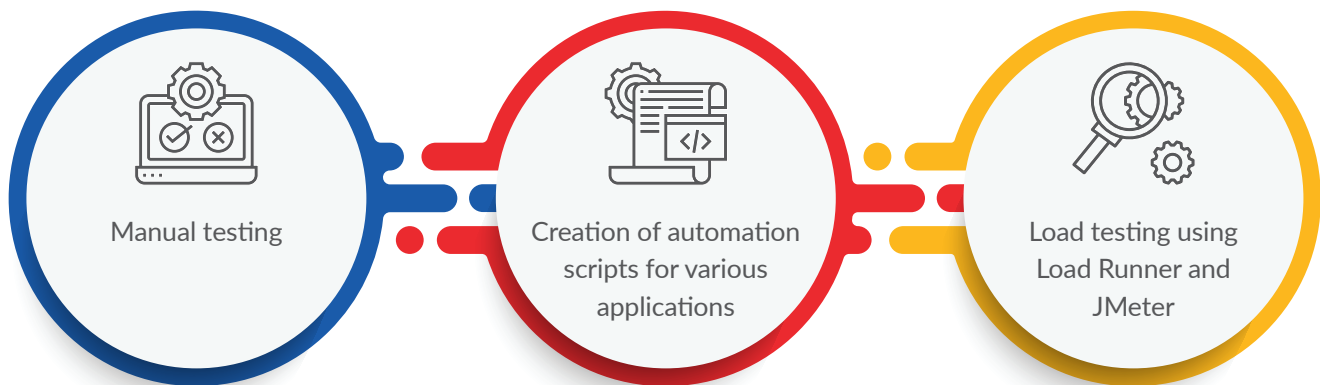 Manual testing
Creation of automation
scripts for various
applications
Load testing using
Load Runner and
JMeter